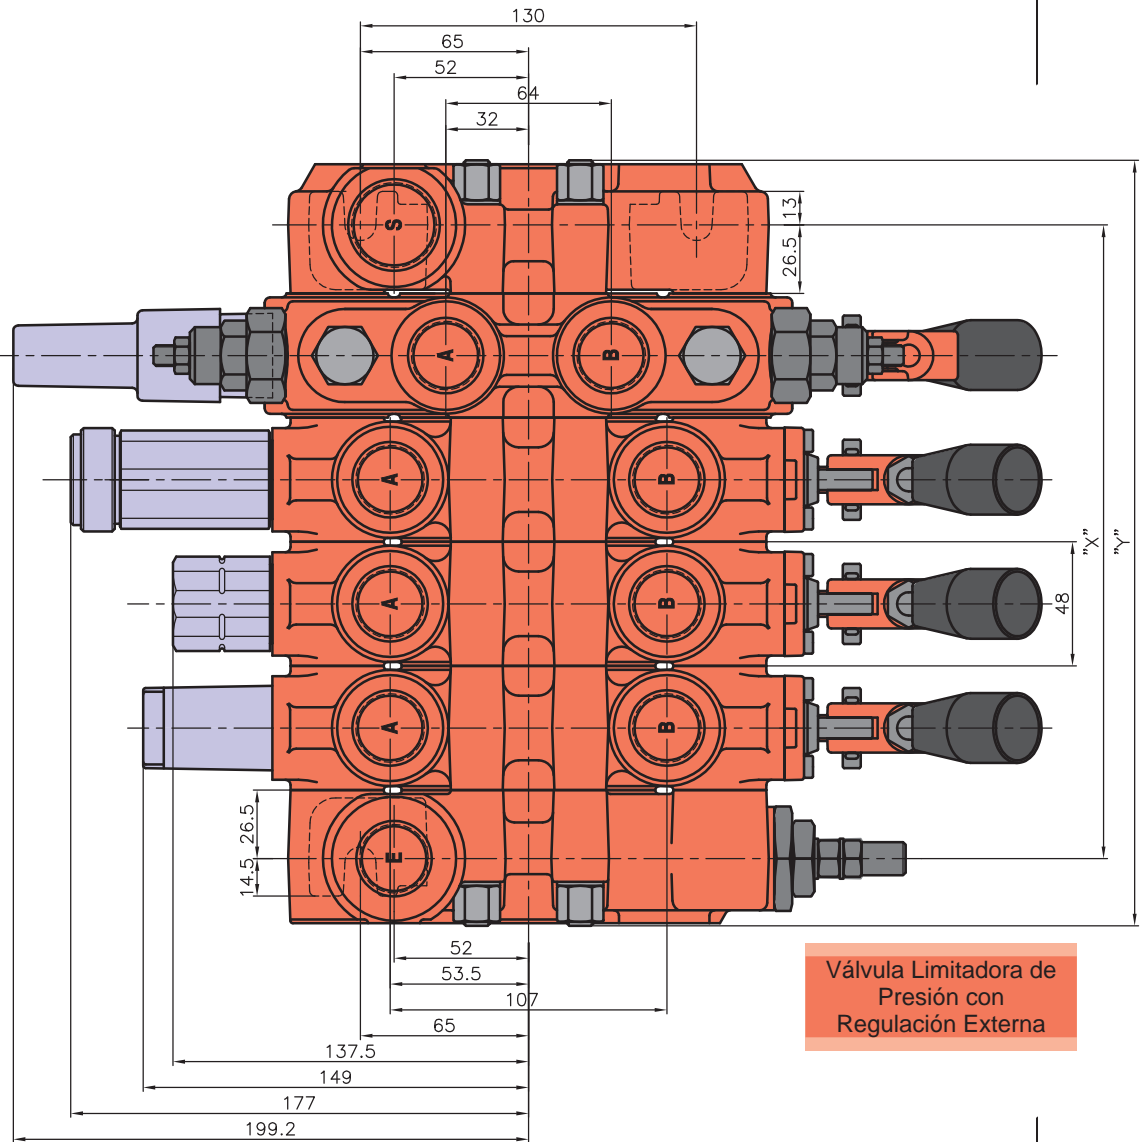 130
65
52
64
32
13
26.5
S
A
B
A
B
"X"
"Y"
A
B
48
A
B
26.5
14.5
E
52
53.5
107
65
137.5
149
177
199.2
Válvula Limitadora de
Presión con
Regulación Externa